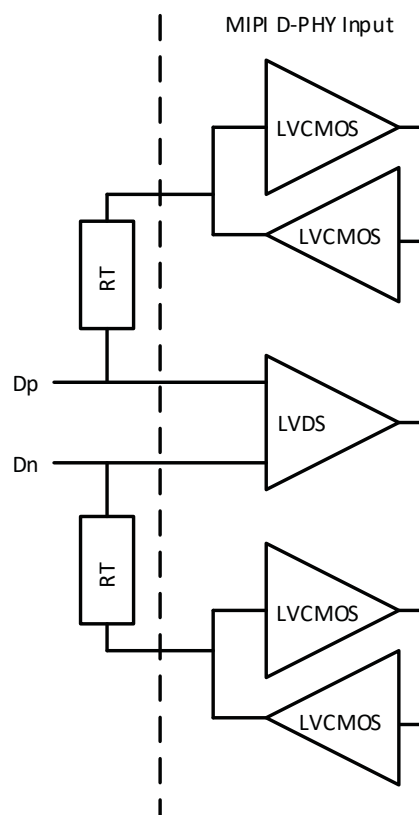 MIPI D-PHY Input
LVCMOS
LVCMOS
RT
Dp
LVDS
Dn
RT
LVCMOS
LVCMOS